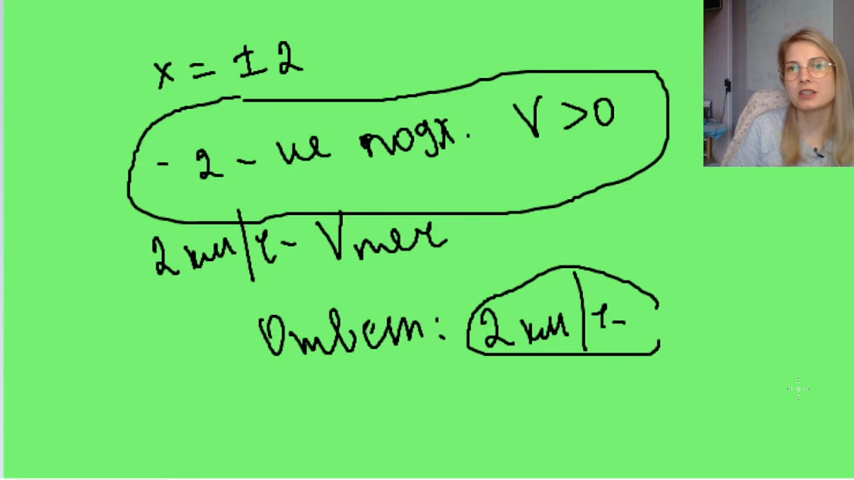 x = ±2
-2 - не подх. V > 0
2 км/ч - Vтеч
Ответ: 2 км/ч